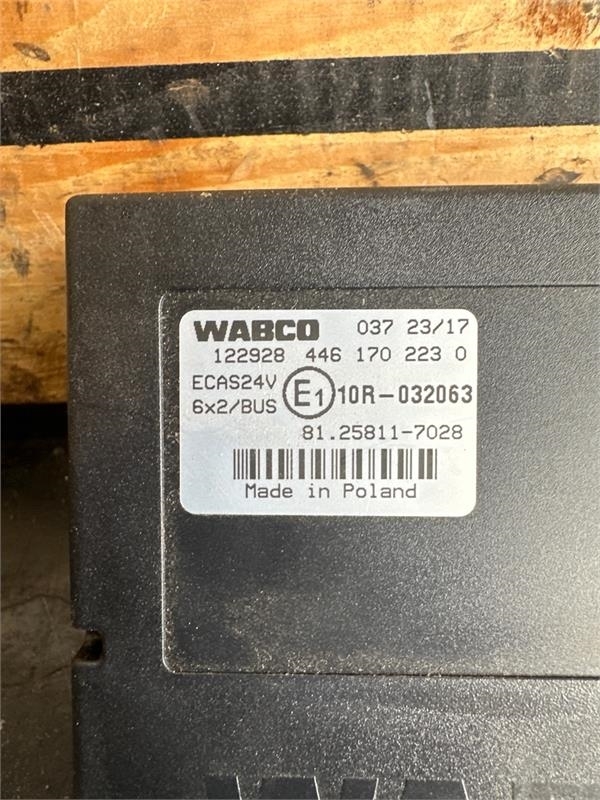 WABCO 037 23/17
122928 446 170 223 0
ECAS24V
6x2/BUS
E1 10R-032063
81.25811-7028
Made in Poland